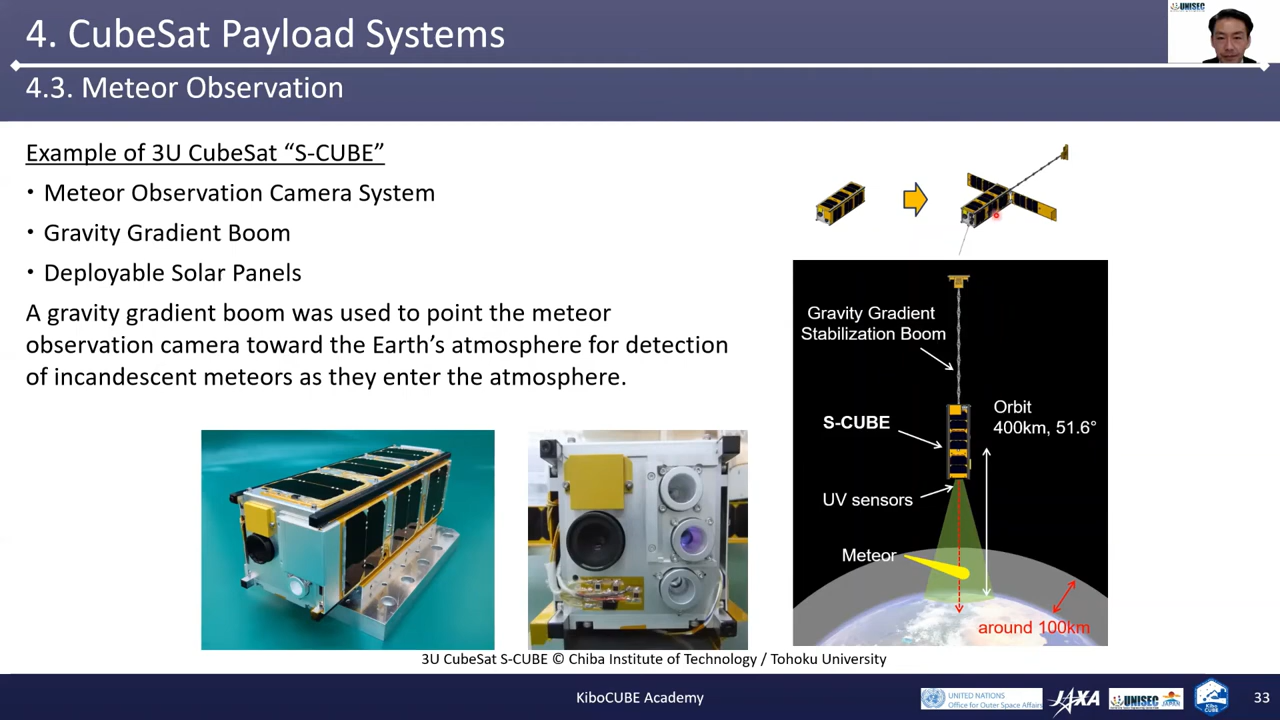 4. CubeSat Payload Systems
UNISEC
4.3. Meteor Observation
Example of 3U CubeSat “S-CUBE”
・ Meteor Observation Camera System
・ Gravity Gradient Boom
・ Deployable Solar Panels
A gravity gradient boom was used to point the meteor
observation camera toward the Earth’s atmosphere for detection
of incandescent meteors as they enter the atmosphere.
Gravity Gradient
Stabilization Boom
S-CUBE
Orbit
400km, 51.6°
UV sensors
Meteor
around 100km
3U CubeSat S-CUBE © Chiba Institute of Technology / Tohoku University
KiboCUBE Academy
UNITED NATIONS
Office for Outer Space Affairs
JAXA
UNISEC
JAPAN
Kibo
CUBE
33